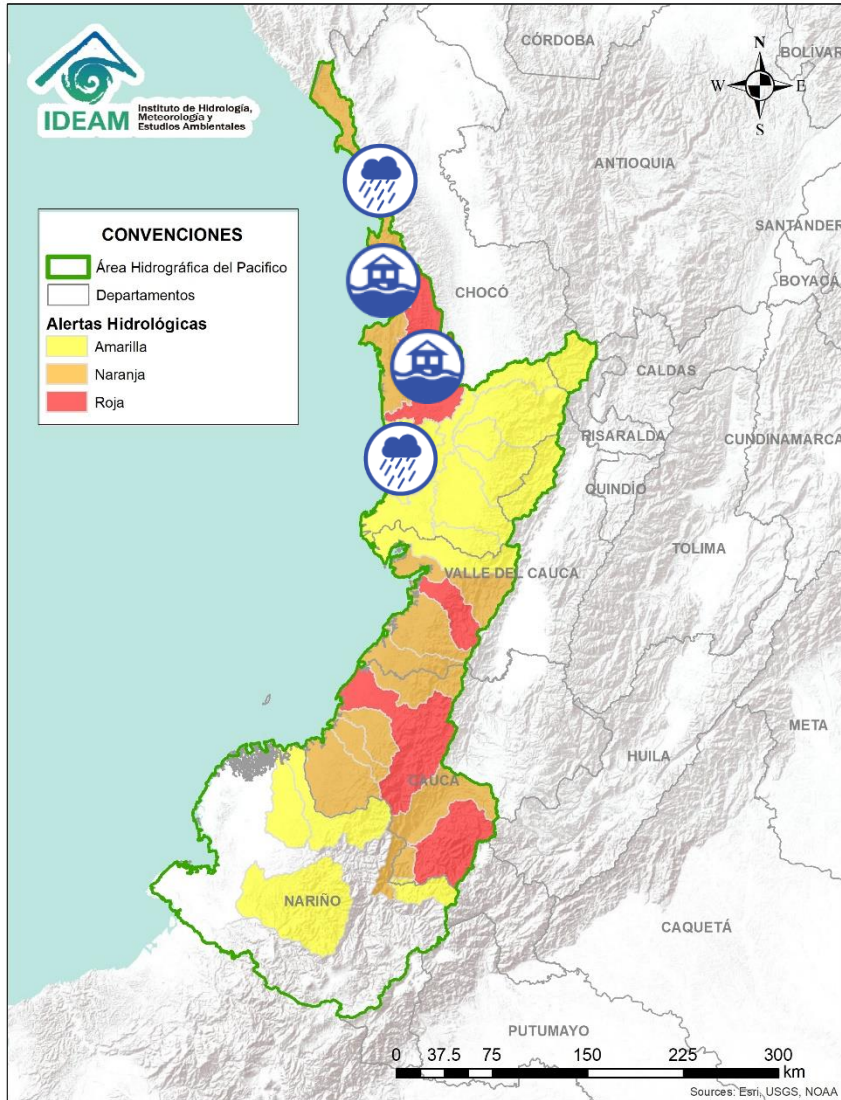 IDEAM
Instituto de Hidrología,
Meteorología y
Estudios Ambientales
N
W
E
S
CÓRDOBA
BOLÍVAR
ANTIOQUIA
SANTANDER
BOYACÁ
CHOCÓ
CALDAS
RISARALDA
CUNDINAMARCA
QUINDÍO
TOLIMA
VALLE DEL CAUCA
META
HUILA
CAUCA
NARIÑO
CAQUETÁ
PUTUMAYO
CONVENCIONES
Área Hidrográfica del Pacifico
Departamentos
Alertas Hidrológicas
Amarilla
Naranja
Roja
0 37.5 75 150 225 300
km
Sources: Esri, USGS, NOAA